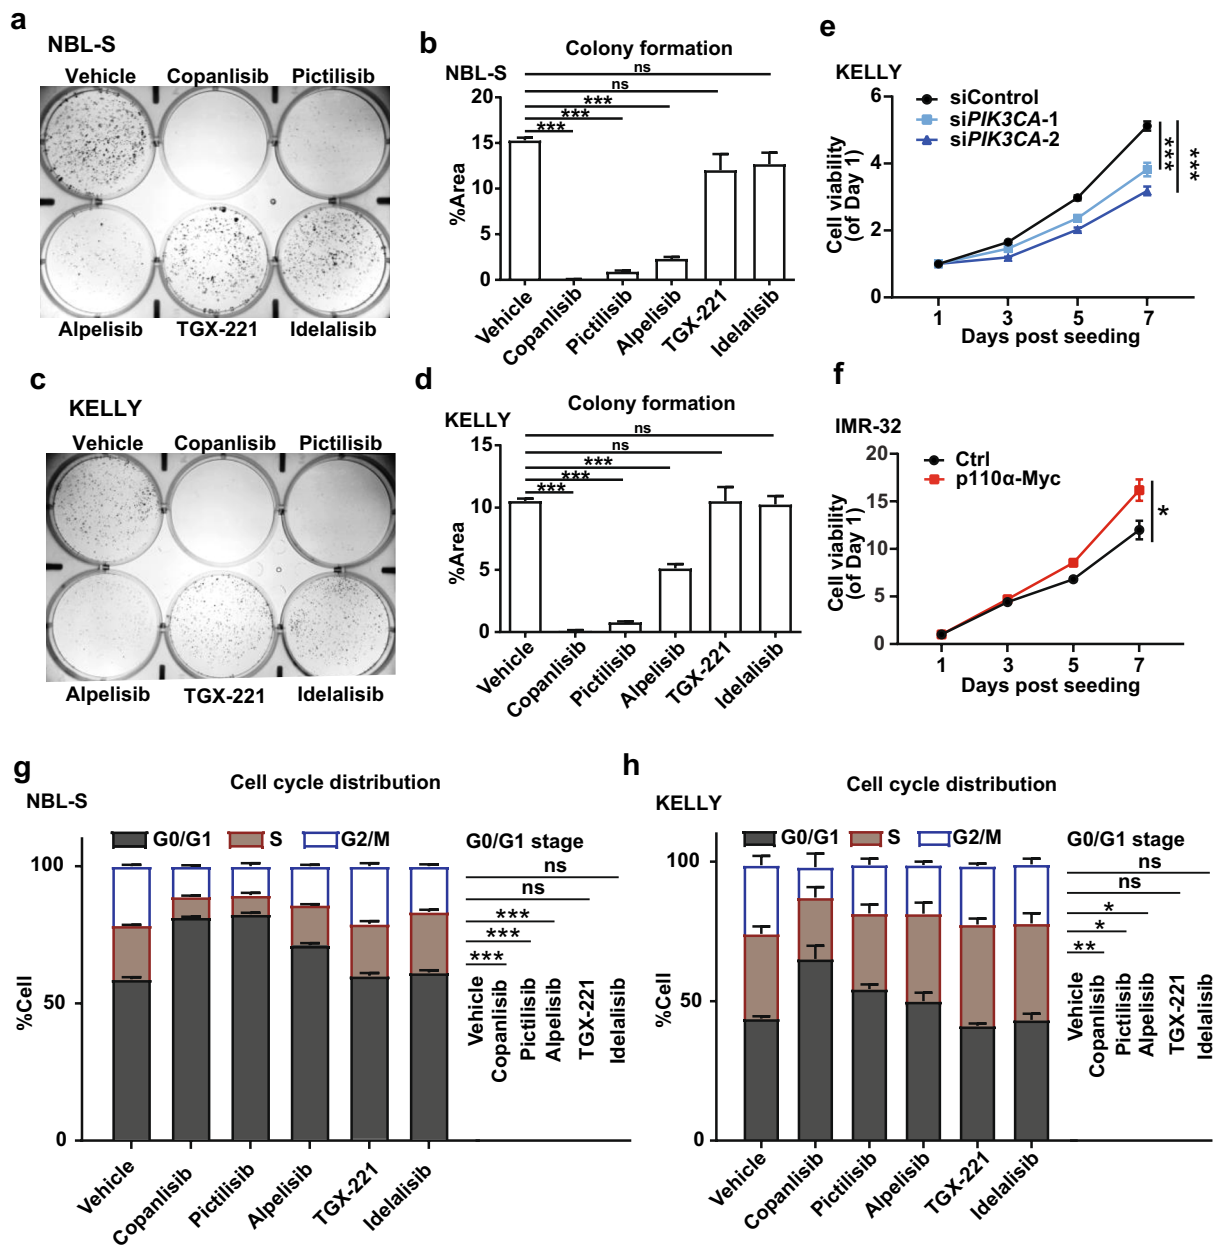 a
NBL-S
Vehicle Copanlisib Pictilisib
Alpelisib TGX-221 Idelalisib
b
Colony formation
NBL-S
ns
ns
***
***
***
20
15
10
5
0
%Area
Vehicle
Copanlisib
Pictilisib
Alpelisib
TGX-221
Idelalisib
c
KELLY
Vehicle Copanlisib Pictilisib
Alpelisib TGX-221 Idelalisib
d
Colony formation
KELLY
ns
ns
***
***
***
15
10
5
0
%Area
Vehicle
Copanlisib
Pictilisib
Alpelisib
TGX-221
Idelalisib
e
KELLY
siControl
siPIK3CA-1
siPIK3CA-2
6
4
2
0
Cell viability
(of Day 1)
***
***
1 3 5 7
Days post seeding
f
IMR-32
Ctrl
p110α-Myc
20
15
10
5
0
Cell viability
(of Day 1)
*
1 3 5 7
Days post seeding
g
Cell cycle distribution
NBL-S
G0/G1 S G2/M
100
50
0
%Cell
Vehicle
Copanlisib
Pictilisib
Alpelisib
TGX-221
Idelalisib
G0/G1 stage
ns
ns
***
***
***
Vehicle
Copanlisib
Pictilisib
Alpelisib
TGX-221
Idelalisib
h
Cell cycle distribution
KELLY
G0/G1 S G2/M
100
50
0
%Cell
Vehicle
Copanlisib
Pictilisib
Alpelisib
TGX-221
Idelalisib
G0/G1 stage
ns
ns
*
*
**
Vehicle
Copanlisib
Pictilisib
Alpelisib
TGX-221
Idelalisib